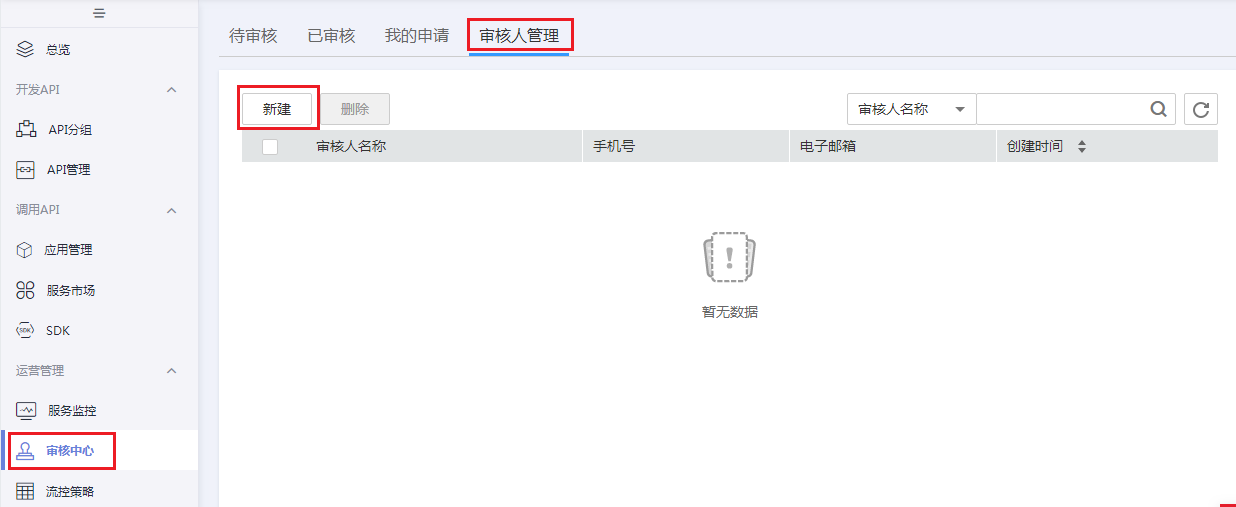 总览
开发API
API分组
API管理
调用API
应用管理
服务市场
SDK
SDK
运营管理
服务监控
审核中心
流控策略
待审核 已审核 我的申请 审核人管理
新建 删除 审核人名称
审核人名称 手机号 电子邮箱 创建时间
暂无数据